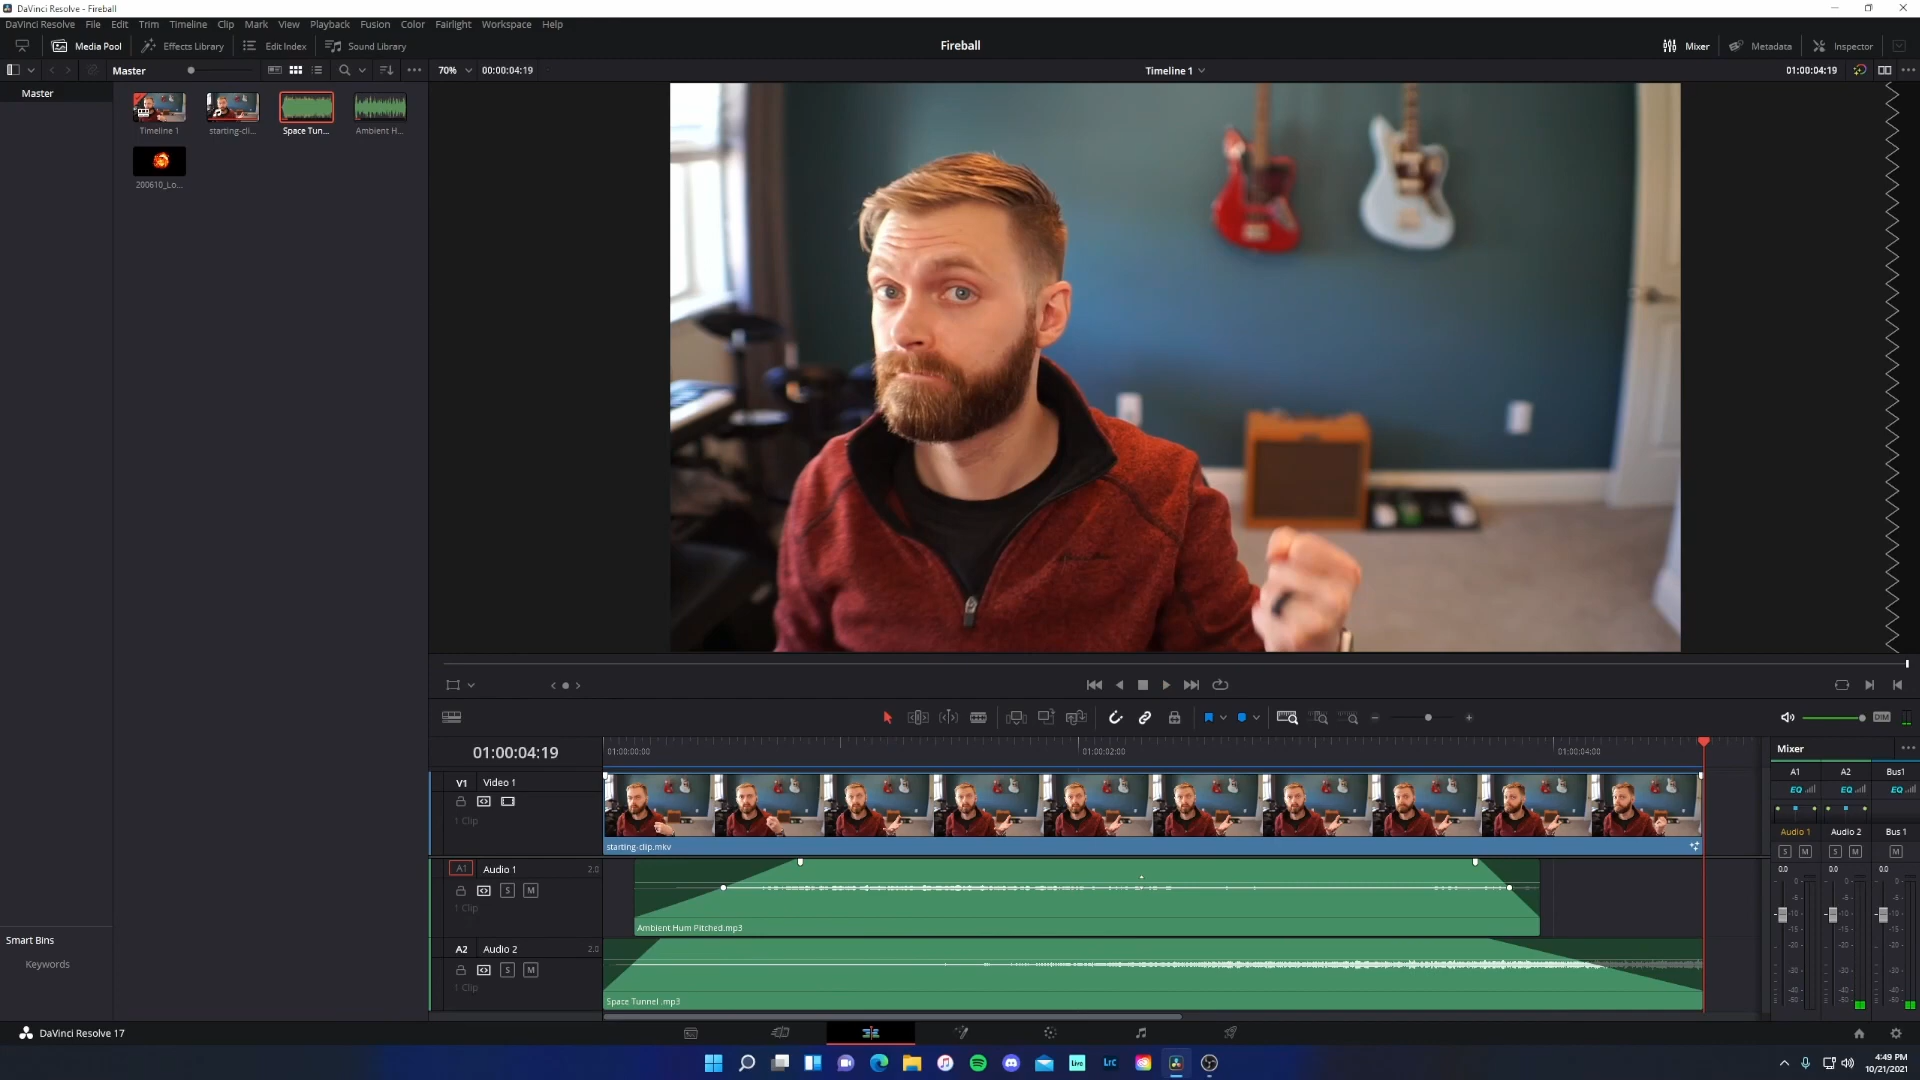 DaVinci Resolve - Fireball
DaVinci Resolve File Edit Trim Timeline Clip Mark View Playback Fusion Color Fairlight Workspace Help
Media Pool Effects Library Edit Index Sound Library Fireball Mixer Metadata Inspector
Master 70% 00:00:04:19 Timeline 1 01:00:04:19
Master
Timeline 1 starting-cli... Space Tun... Ambient H...
200610_Lo...
01:00:04:19 01:00:00:00 01:00:02:00 01:00:04:00
DIM
Mixer
V1 Video 1
1 Clip
starting-clip.mkv
A1 A2 Bus1
EQ EQ EQ
Audio 1 Audio 2 Bus 1
S M S M M
0.0 0.0 0.0
A1 Audio 1 2.0
S M
1 Clip
Ambient Hum Pitched.mp3
A2 Audio 2 2.0
S M
1 Clip
Space Tunnel .mp3
Smart Bins
Keywords
DaVinci Resolve 17
Live LrC
4:49 PM
10/21/2021